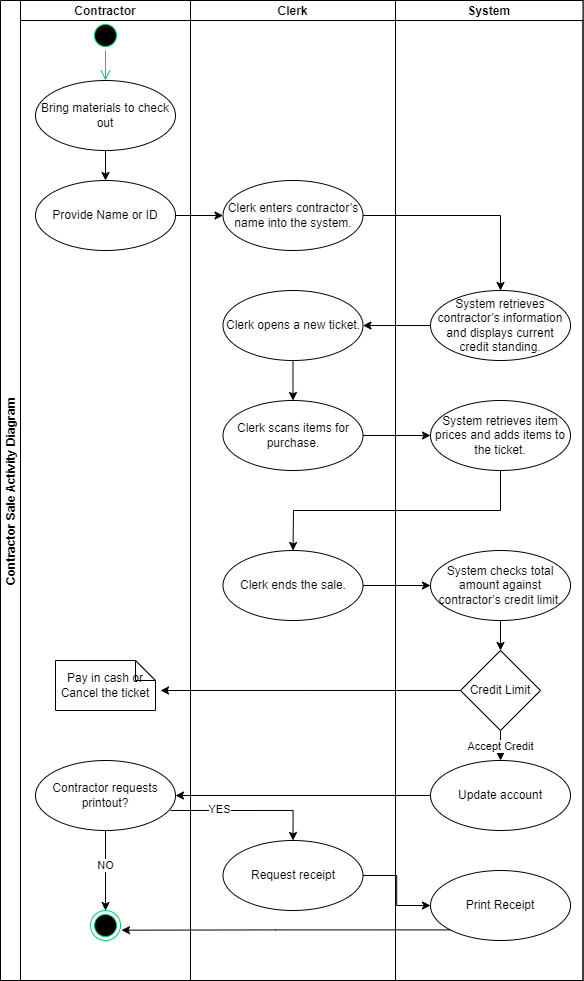 Contractor
Clerk
System
Contractor Sale Activity Diagram
Bring materials to check
out
Provide Name or ID
Clerk enters contractor's
name into the system.
System retrieves
contractor's information
and displays current
credit standing.
Clerk opens a new ticket.
Clerk scans items for
purchase.
System retrieves item
prices and adds items to
the ticket.
Clerk ends the sale.
System checks total
amount against
contractor's credit limit.
Credit Limit
Pay in cash or
Cancel the ticket
Accept Credit
Update account
Contractor requests
printout?
YES
NO
Request receipt
Print Receipt